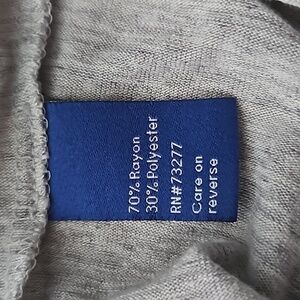 70% Rayon
30% Polyester
RN#73277
Care on
reverse